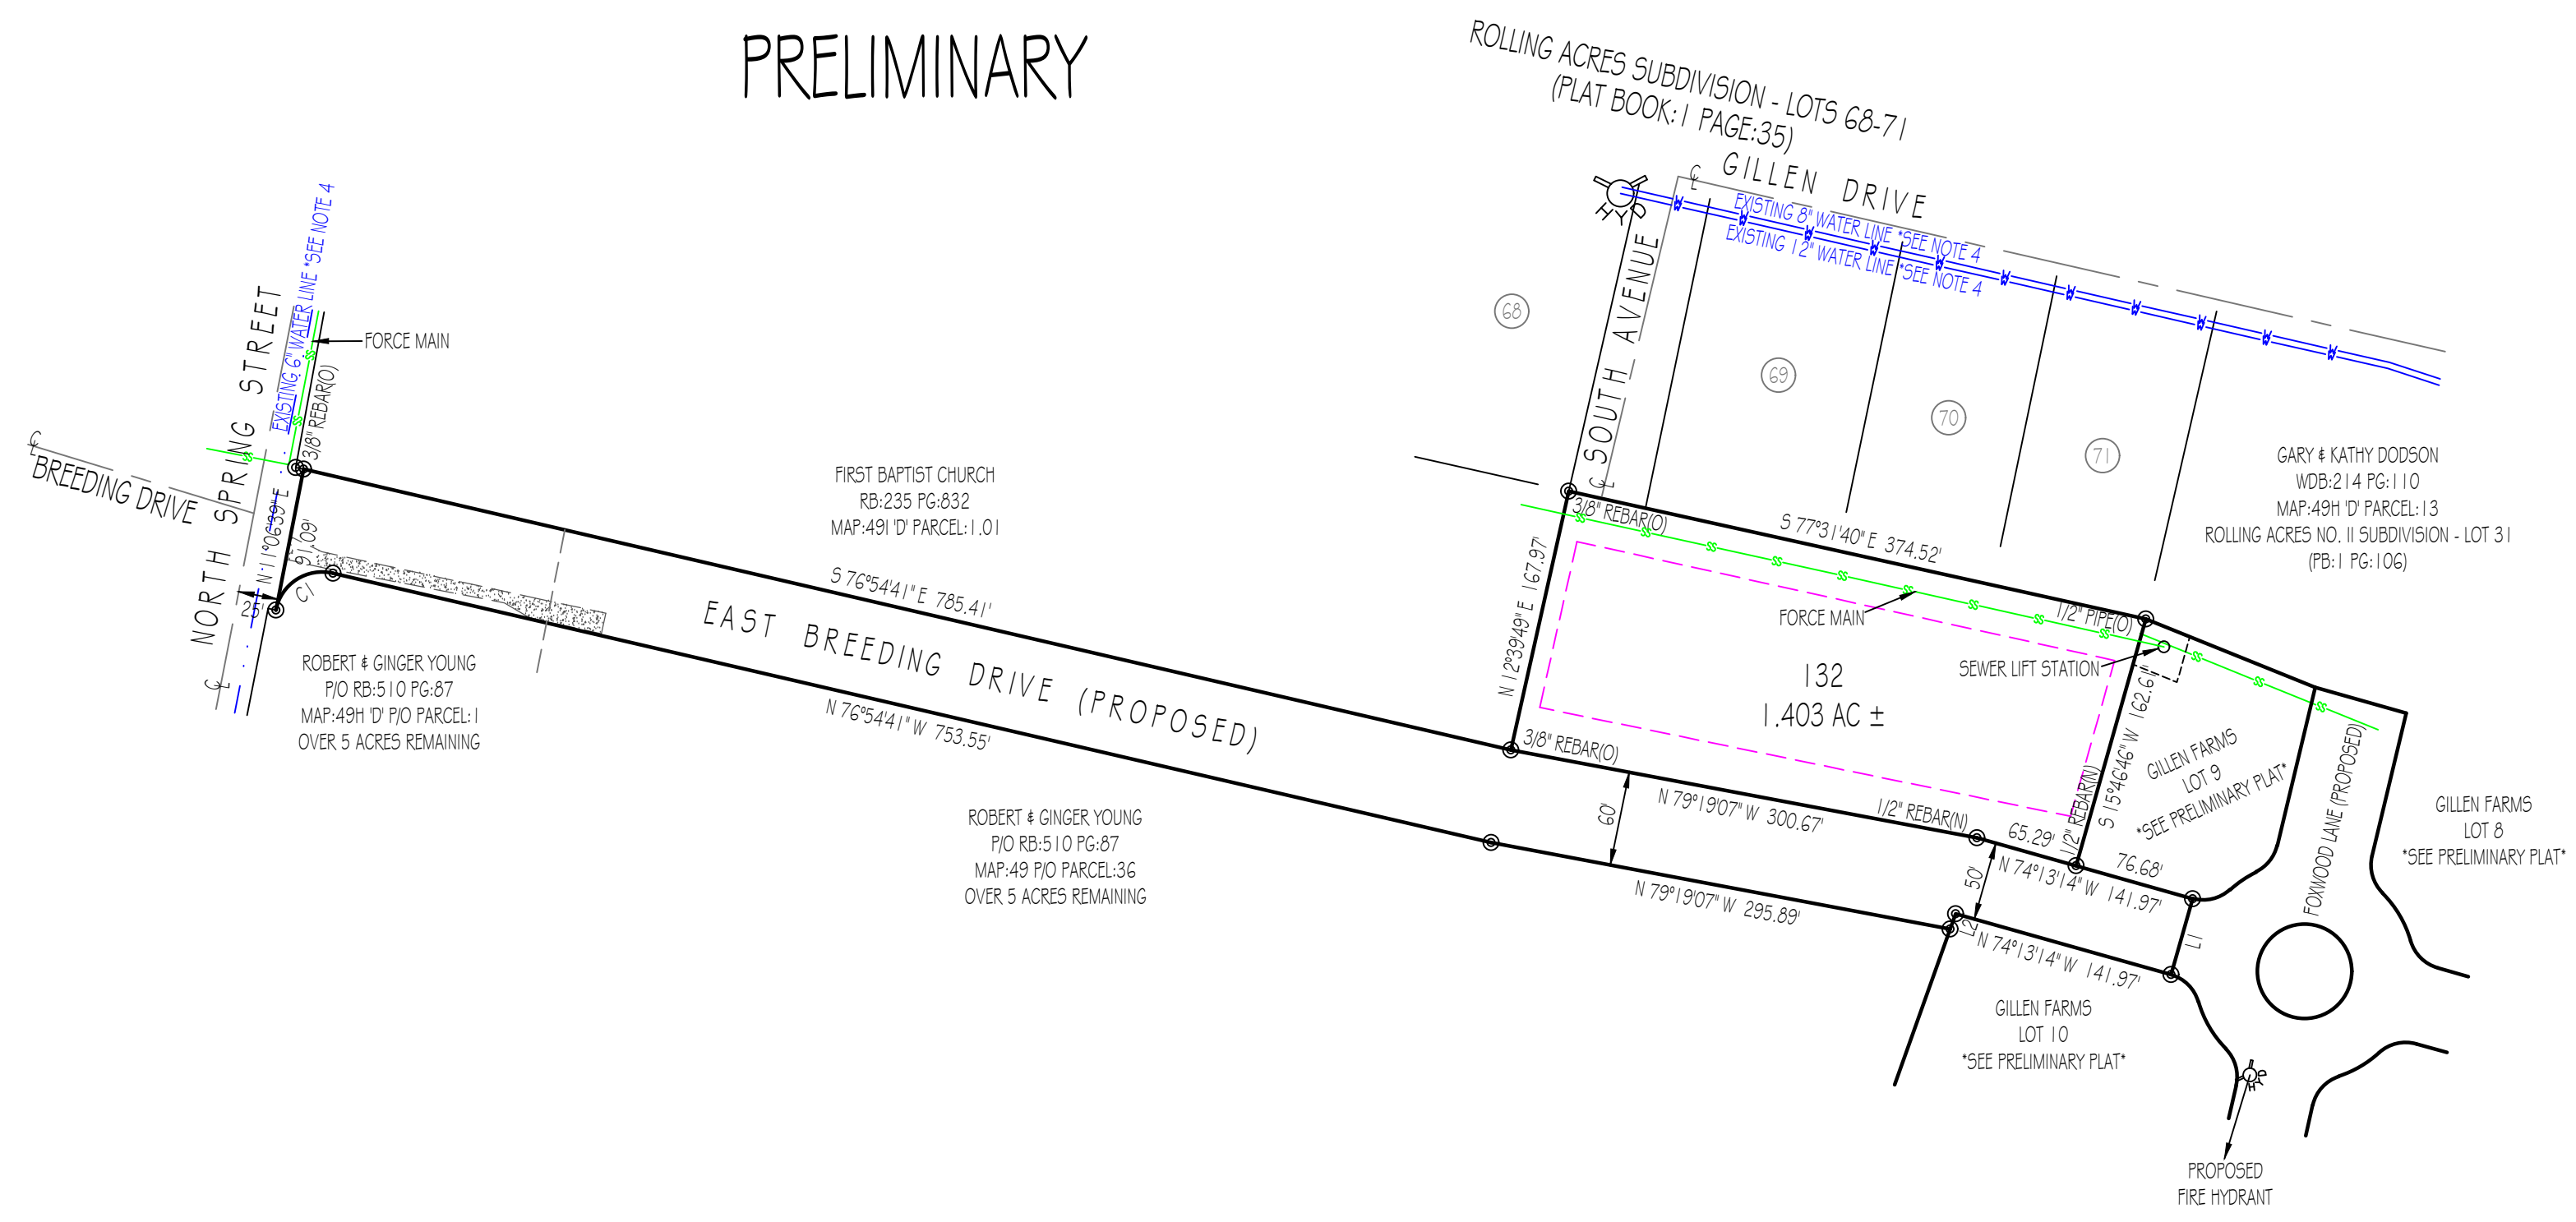 PRELIMINARY
ROLLING ACRES SUBDIVISION - LOTS 68-71
(PLAT BOOK:1 PAGE:35)
GILLEN DRIVE
EXISTING 8" WATER LINE *SEE NOTE 4
EXISTING 12" WATER LINE *SEE NOTE 4
HYD
SOUTH AVENUE
68
69
70
71
NORTH SPRING STREET
EXISTING 6" WATER LINE *SEE NOTE 4
FORCE MAIN
3/8" REBAR(O)
BREEDING DRIVE
N 11°06'39" E
91.09'
C1
25'
FIRST BAPTIST CHURCH
RB:235 PG:832
MAP:49I 'D' PARCEL:1.01
S 76°54'41" E 785.41'
EAST BREEDING DRIVE (PROPOSED)
N 76°54'41" W 753.55'
ROBERT & GINGER YOUNG
P/O RB:510 PG:87
MAP:49H 'D' P/O PARCEL:1
OVER 5 ACRES REMAINING
ROBERT & GINGER YOUNG
P/O RB:510 PG:87
MAP:49 P/O PARCEL:36
OVER 5 ACRES REMAINING
GARY & KATHY DODSON
WDB:214 PG:110
MAP:49H 'D' PARCEL:13
ROLLING ACRES NO. II SUBDIVISION - LOT 31
(PB:1 PG:106)
3/8" REBAR(O)
S 77°31'40" E 374.52'
N 12°39'49" E 167.97'
FORCE MAIN
1/2" PIPE(O)
SEWER LIFT STATION
132
1.403 AC ±
S 15°46'46" W 162.61'
1/2" REBAR(N)
3/8" REBAR(O)
N 79°19'07" W 300.67'
1/2" REBAR(N)
65.29'
60'
50'
N 74°13'14" W 141.97'
76.68'
N 79°19'07" W 295.89'
L2
N 74°13'14" W 141.97'
L1
GILLEN FARMS
LOT 9
*SEE PRELIMINARY PLAT*
FOXWOOD LANE (PROPOSED)
GILLEN FARMS
LOT 8
*SEE PRELIMINARY PLAT*
GILLEN FARMS
LOT 10
*SEE PRELIMINARY PLAT*
HYD
PROPOSED
FIRE HYDRANT